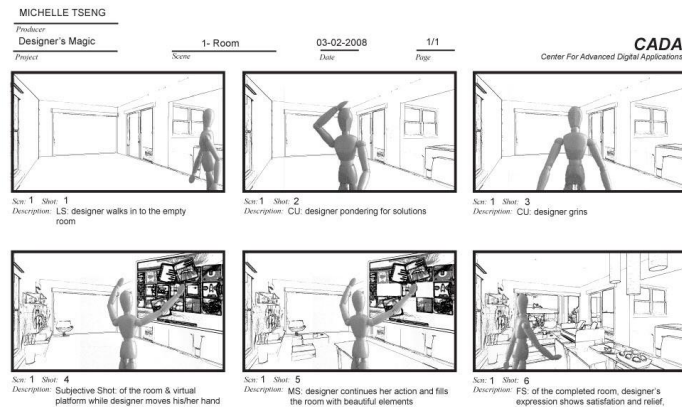 MICHELLE TSENG
Producer
Designer's Magic
1- Room
03-02-2008
1/1
CADA
Project
Scene
Date
Page
Center For Advanced Digital Applications
Scn: 1 Shot: 1
Description: LS: designer walks in to the empty
room
Scn: 1 Shot: 2
Description: CU: designer pondering for solutions
Scn: 1 Shot: 3
Description: CU: designer grins
Scn: 1 Shot: 4
Description: Subjective Shot: of the room & virtual
platform while designer moves his/her hand
Scn: 1 Shot: 5
Description: MS: designer continues her action and fills
the room with beautiful elements
Scn: 1 Shot: 6
Description: FS: of the completed room, designer's
expression shows satisfaction and relief,